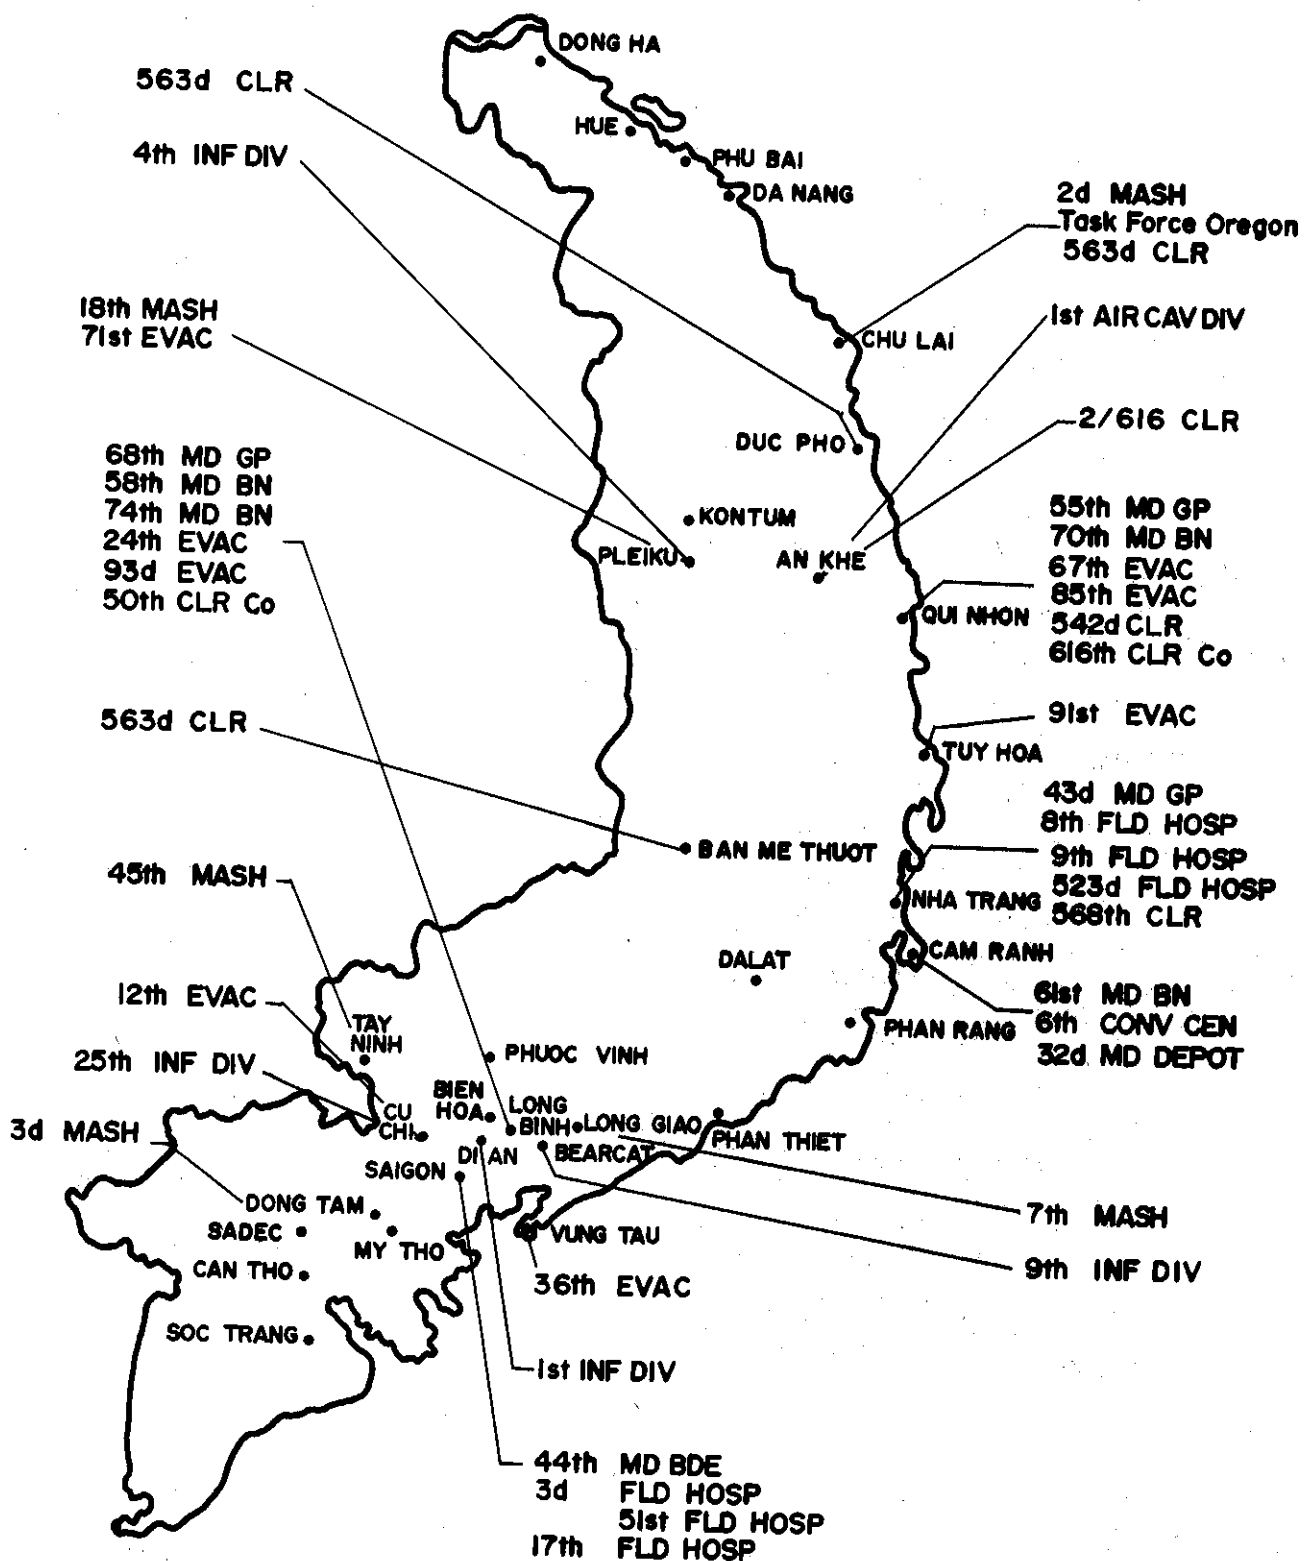 DONG HA
563d CLR
HUE
4th INF DIV
PHU BAI
DA NANG
2d MASH
Task Force Oregon
563d CLR
18th MASH
71st EVAC
1st AIR CAV DIV
CHU LAI
2/616 CLR
DUC PHO
68th MD GP
58th MD BN
74th MD BN
24th EVAC
93d EVAC
50th CLR Co
KONTUM
PLEIKU
AN KHE
55th MD GP
70th MD BN
67th EVAC
85th EVAC
542d CLR
616th CLR Co
QUI NHON
563d CLR
91st EVAC
TUY HOA
43d MD GP
8th FLD HOSP
9th FLD HOSP
523d FLD HOSP
568th CLR
BAN ME THUOT
NHA TRANG
45th MASH
CAM RANH
DALAT
12th EVAC
61st MD BN
6th CONV CEN
32d MD DEPOT
PHAN RANG
TAY
NINH
PHUOC VINH
25th INF DIV
BIEN
HOA
LONG
BINH
CU
CHI
LONG GIAO
PHAN THIET
3d MASH
DI AN
BEARCAT
SAIGON
DONG TAM
7th MASH
SADEC
MY THO
VUNG TAU
9th INF DIV
CAN THO
36th EVAC
SOC TRANG
1st INF DIV
44th MD BDE
3d FLD HOSP
51st FLD HOSP
17th FLD HOSP